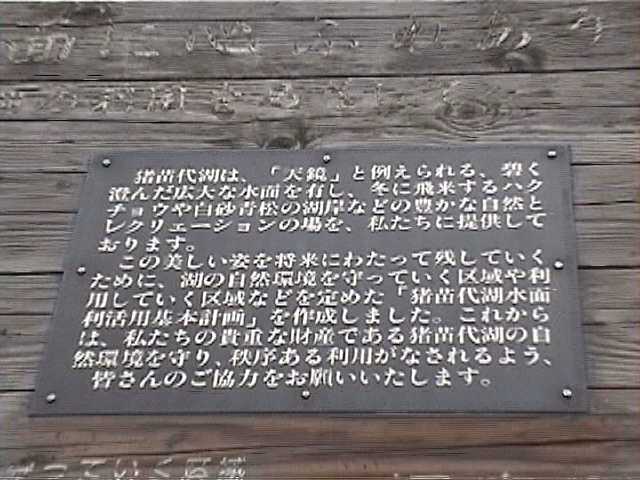 猪苗代湖は、「天鏡」と例えられる、碧く
澄んだ広大な水面を有し、冬に飛来するハク
チョウや白砂青松の湖岸などの豊かな自然と
レクリエーションの場を、私たちに提供して
おります。
この美しい姿を将来にわたって残していく
ために、湖の自然環境を守っていく区域や利
用していく区域などを定めた「猪苗代湖水面
利活用基本計画」を作成しました。これから
は、私たちの貴重な財産である猪苗代湖の自
然環境を守り、秩序ある利用がなされるよう、
皆さんのご協力をお願いいたします。
っていく区域